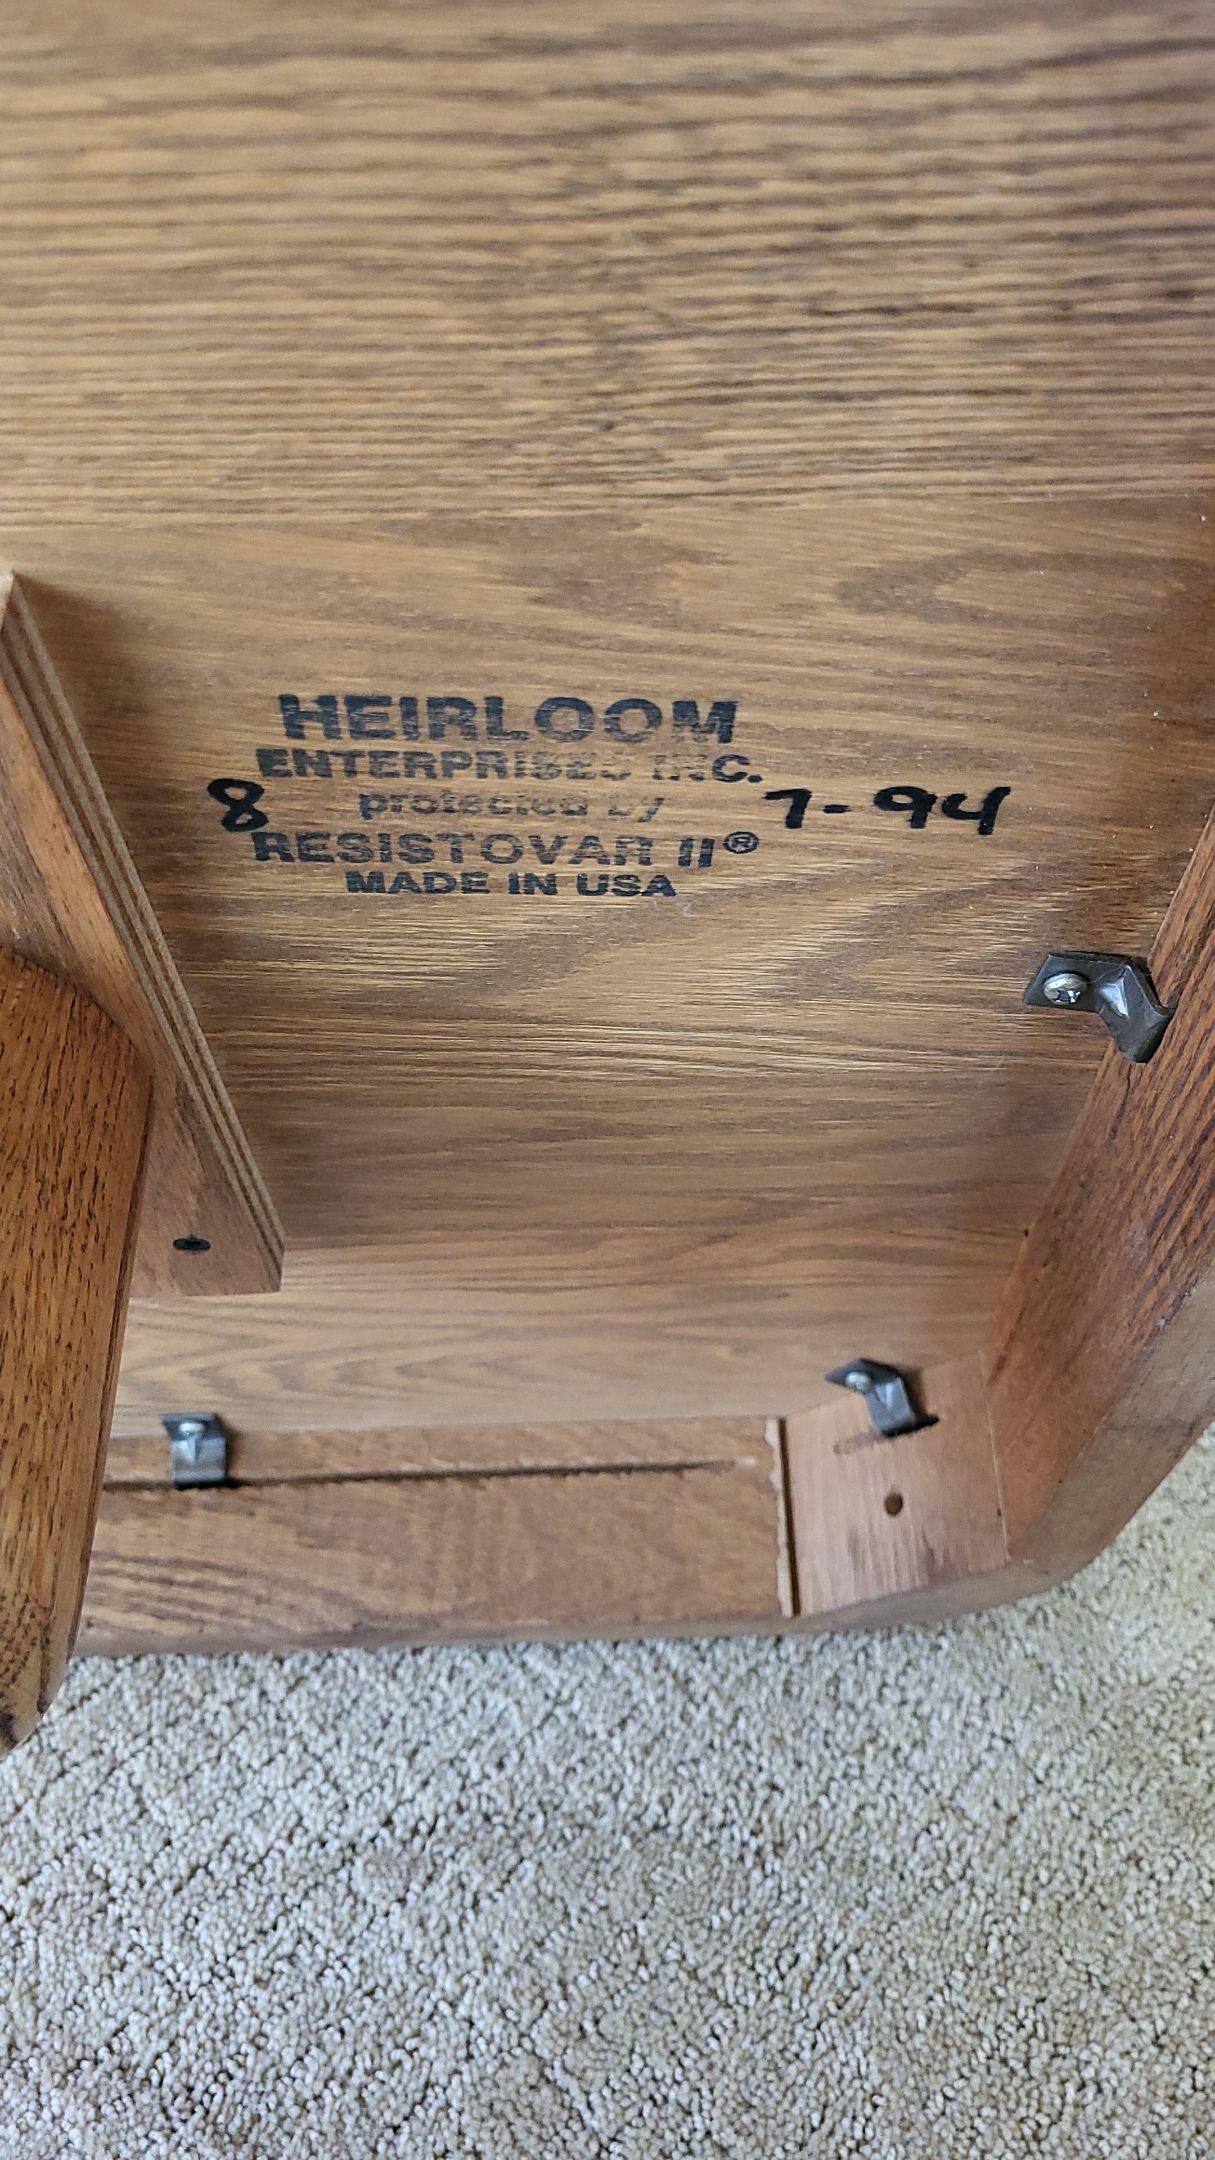 HEIRLOOM
ENTERPRISES INC.
8 protected by 7-94
RESISTOVAR II®
MADE IN USA